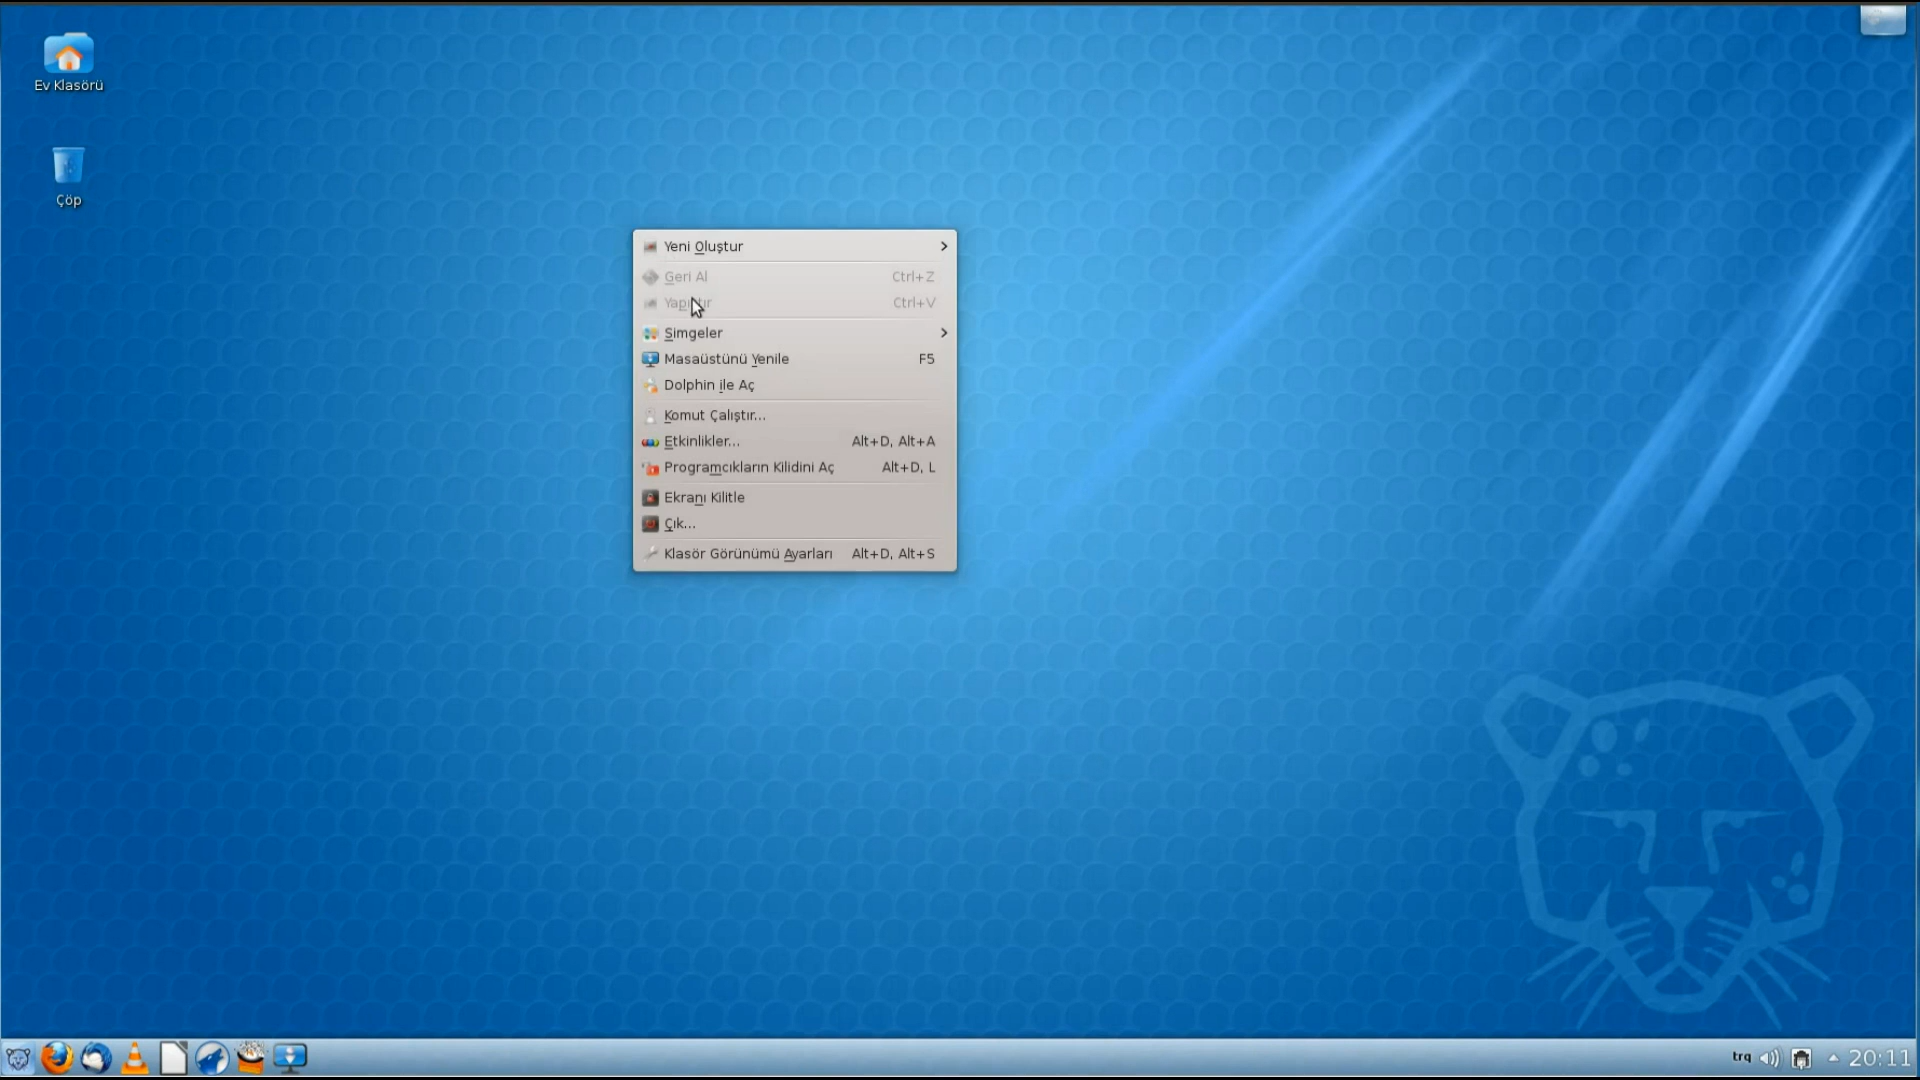 Ev Klasörü
Çöp
Yeni Oluştur
Geri Al Ctrl+Z
Yapıştır Ctrl+V
Simgeler
Masaüstünü Yenile F5
Dolphin ile Aç
Komut Çalıştır...
Etkinlikler... Alt+D, Alt+A
Programcıkların Kilidini Aç Alt+D, L
Ekranı Kilitle
Çık...
Klasör Görünümü Ayarları Alt+D, Alt+S
trq 20:11